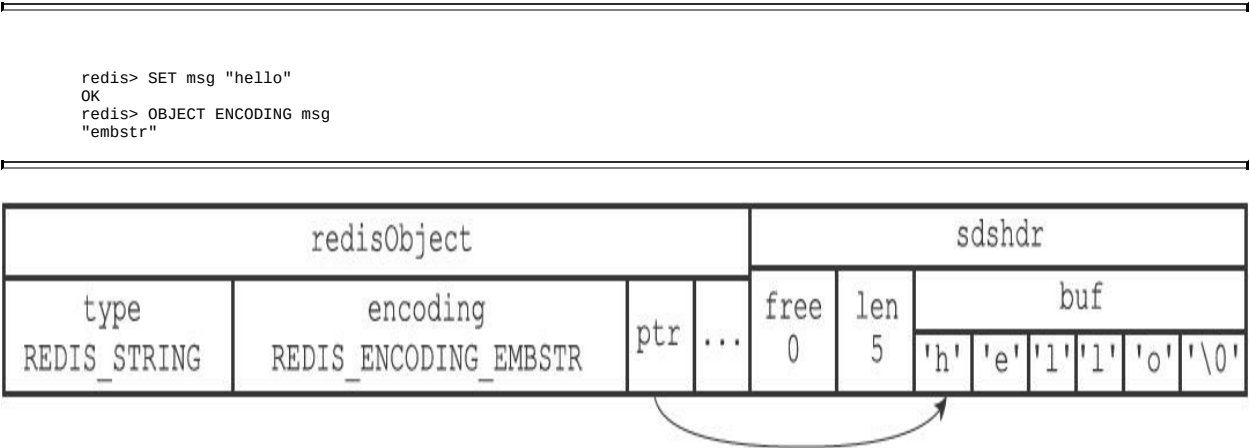 redis> SET msg "hello"
OK
redis> OBJECT ENCODING msg
"embstr"
redisObject sdshdr
type encoding ptr ... free len buf
REDIS_STRING REDIS_ENCODING_EMBSTR 0 5 'h' 'e' 'l' 'l' 'o' '\0'